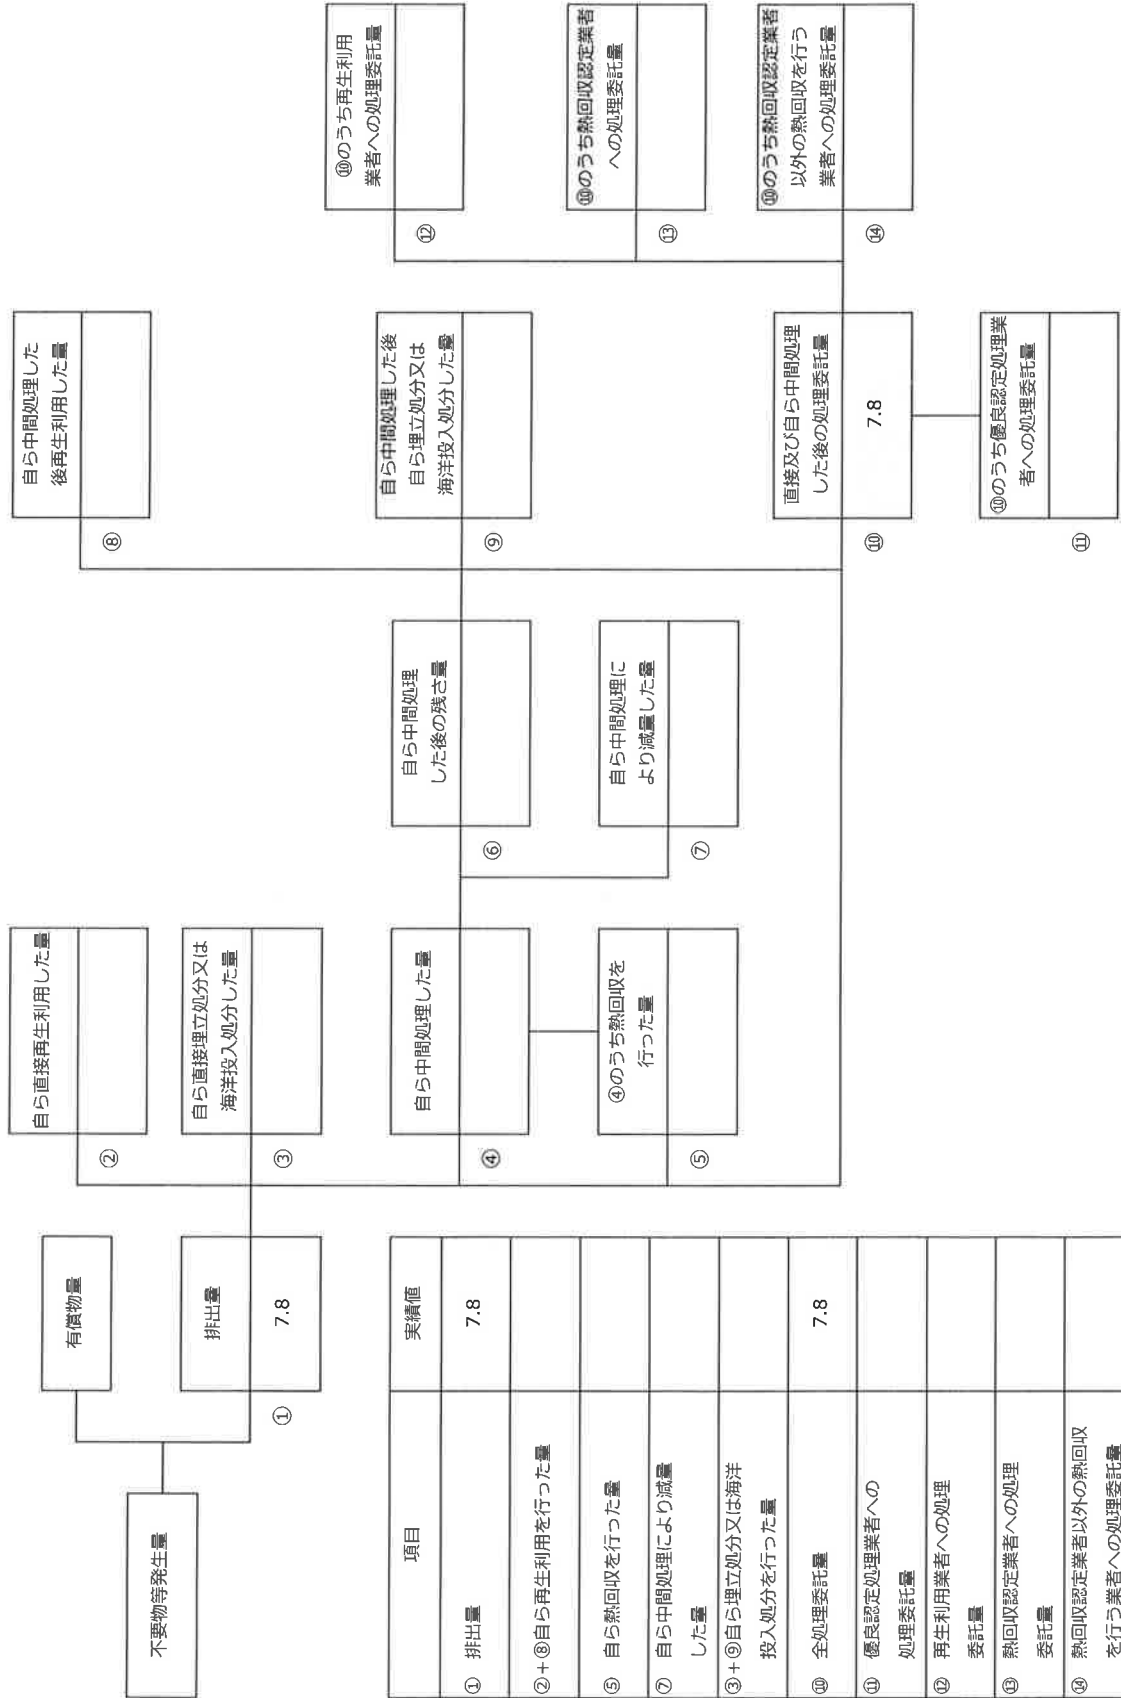 不要物等発生量
有償物量
排出量
①
7.8
自ら直接再生利用した量
②
自ら直接埋立処分又は
海洋投入処分した量
③
自ら中間処理した量
④
④のうち熱回収を
行った量
⑤
自ら中間処理
した後の残さ量
⑥
自ら中間処理に
より減量した量
⑦
自ら中間処理した
後再生利用した量
⑧
自ら中間処理した後
自ら埋立処分又は
海洋投入処分した量
⑨
直接及び自ら中間処理
した後の処理委託量
⑩
7.8
⑩のうち優良認定処理業
者への処理委託量
⑪
⑩のうち再生利用
業者への処理委託量
⑫
⑩のうち熱回収認定業者
への処理委託量
⑬
⑩のうち熱回収認定業者
以外の熱回収を行う
業者への処理委託量
⑭
項目 実績値
① 排出量 7.8
②+⑧自ら再生利用を行った量
⑤ 自ら熱回収を行った量
⑦ 自ら中間処理により減量
した量
③+⑨自ら埋立処分又は海洋
投入処分を行った量
⑩ 全処理委託量 7.8
⑪ 優良認定処理業者への
処理委託量
⑫ 再生利用業者への処理
委託量
⑬ 熱回収認定業者への処理
委託量
⑭ 熱回収認定業者以外の熱回収
を行う業者への処理委託量